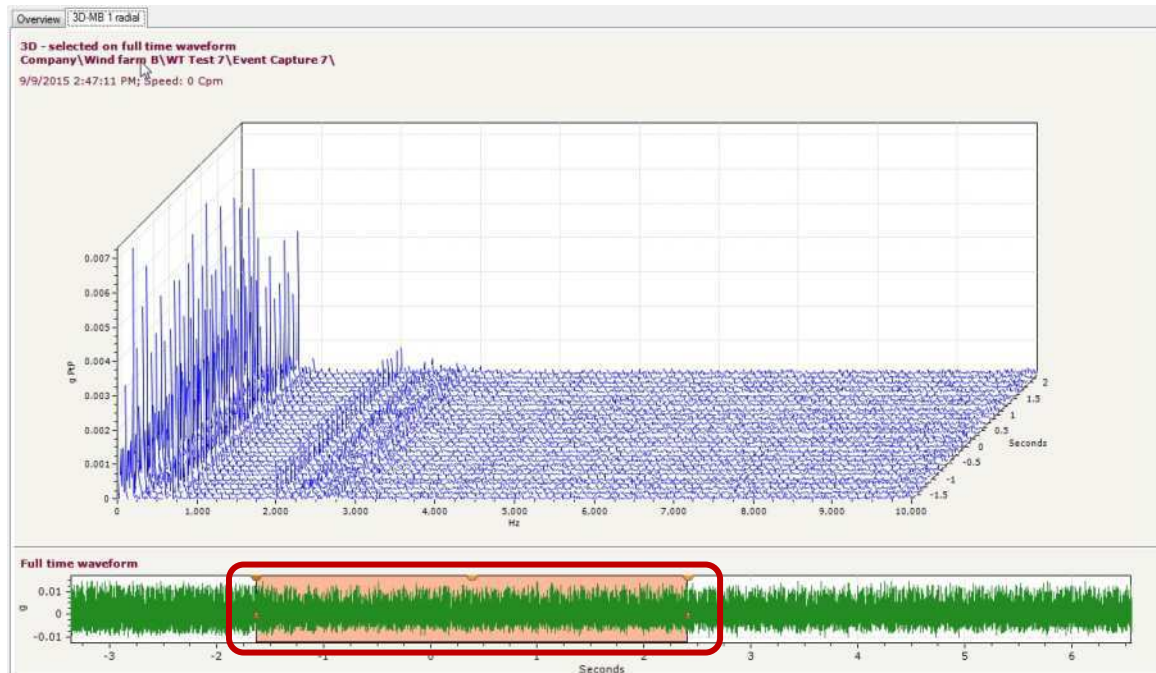 Overview 3D-MB 1 radial
3D - selected on full time waveform
Company\Wind farm B\WT Test 7\Event Capture 7\
9/9/2015 2:47:11 PM; Speed: 0 Cpm
g PtP
0.007
0.006
0.005
0.004
0.003
0.002
0.001
0
0 1,000 2,000 3,000 4,000 5,000 6,000 7,000 8,000 9,000 10,000
Hz
2
1.5
1
0.5
0
-0.5
-1
-1.5
Seconds
Full time waveform
g
0.01
0
-0.01
-3 -2 -1 0 1 2 3 4 5 6
Seconds